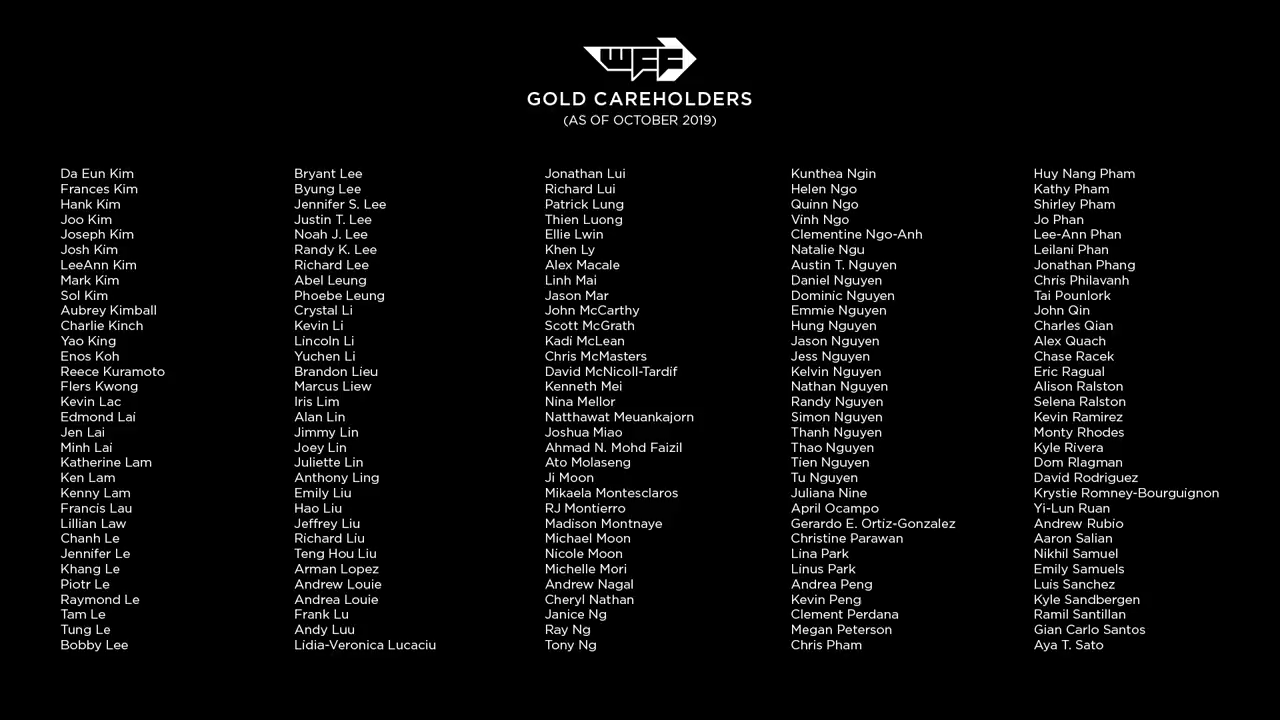 WFF
GOLD CAREHOLDERS
(AS OF OCTOBER 2019)
Da Eun Kim
Frances Kim
Hank Kim
Joo Kim
Joseph Kim
Josh Kim
LeeAnn Kim
Mark Kim
Sol Kim
Aubrey Kimball
Charlie Kinch
Yao King
Enos Koh
Reece Kuramoto
Flers Kwong
Kevin Lac
Edmond Lai
Jen Lai
Minh Lai
Katherine Lam
Ken Lam
Kenny Lam
Francis Lau
Lillian Law
Chanh Le
Jennifer Le
Khang Le
Piotr Le
Raymond Le
Tam Le
Tung Le
Bobby Lee
Bryant Lee
Byung Lee
Jennifer S. Lee
Justin T. Lee
Noah J. Lee
Randy K. Lee
Richard Lee
Abel Leung
Phoebe Leung
Crystal Li
Kevin Li
Lincoln Li
Yuchen Li
Brandon Lieu
Marcus Liew
Iris Lim
Alan Lin
Jimmy Lin
Joey Lin
Juliette Lin
Anthony Ling
Emily Liu
Hao Liu
Jeffrey Liu
Richard Liu
Teng Hou Liu
Arman Lopez
Andrew Louie
Andrea Louie
Frank Lu
Andy Luu
Lidia-Veronica Lucaciu
Jonathan Lui
Richard Lui
Patrick Lung
Thien Luong
Ellie Lwin
Khen Ly
Alex Macale
Linh Mai
Jason Mar
John McCarthy
Scott McGrath
Kadi McLean
Chris McMasters
David McNicoll-Tardif
Kenneth Mei
Nina Mellor
Natthawat Meuankajorn
Joshua Miao
Ahmad N. Mohd Faizil
Ato Molaseng
Ji Moon
Mikaela Montesclaros
RJ Montierro
Madison Montnaye
Michael Moon
Nicole Moon
Michelle Mori
Andrew Nagal
Cheryl Nathan
Janice Ng
Ray Ng
Tony Ng
Kunthea Ngin
Helen Ngo
Quinn Ngo
Vinh Ngo
Clementine Ngo-Anh
Natalie Ngu
Austin T. Nguyen
Daniel Nguyen
Dominic Nguyen
Emmie Nguyen
Hung Nguyen
Jason Nguyen
Jess Nguyen
Kelvin Nguyen
Nathan Nguyen
Randy Nguyen
Simon Nguyen
Thanh Nguyen
Thao Nguyen
Tien Nguyen
Tu Nguyen
Juliana Nine
April Ocampo
Gerardo E. Ortiz-Gonzalez
Christine Parawan
Lina Park
Linus Park
Andrea Peng
Kevin Peng
Clement Perdana
Megan Peterson
Chris Pham
Huy Nang Pham
Kathy Pham
Shirley Pham
Jo Phan
Lee-Ann Phan
Leilani Phan
Jonathan Phang
Chris Philavanh
Tai Pounlork
John Qin
Charles Qian
Alex Quach
Chase Racek
Eric Ragual
Alison Ralston
Selena Ralston
Kevin Ramirez
Monty Rhodes
Kyle Rivera
Dom Rlagman
David Rodriguez
Krystie Romney-Bourguignon
Yi-Lun Ruan
Andrew Rubio
Aaron Salian
Nikhil Samuel
Emily Samuels
Luis Sanchez
Kyle Sandbergen
Ramil Santillan
Gian Carlo Santos
Aya T. Sato